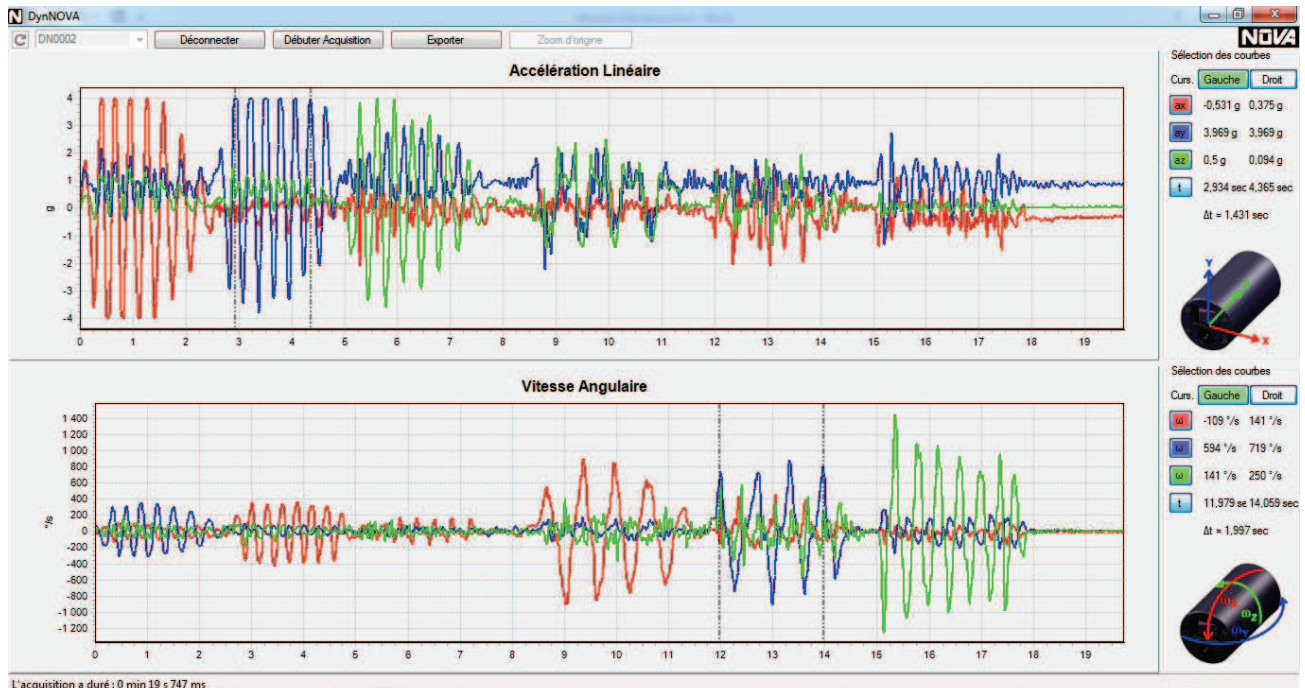 DynNOVA
DN0002 Déconnecter Débuter Acquisition Exporter Zoom d'origine
NOVA
Accélération Linéaire
g
4
3
2
1
0
-1
-2
-3
-4
0 1 2 3 4 5 6 7 8 9 10 11 12 13 14 15 16 17 18 19
Sélection des courbes
Curs. Gauche Droit
ax -0,531 g 0,375 g
ay 3,969 g 3,969 g
az 0,5 g 0,094 g
t 2,934 sec 4,365 sec
Δt = 1,431 sec
Y
X
Vitesse Angulaire
°/s
1 400
1 200
1 000
800
600
400
200
0
-200
-400
-600
-800
-1 000
-1 200
0 1 2 3 4 5 6 7 8 9 10 11 12 13 14 15 16 17 18 19
Sélection des courbes
Curs. Gauche Droit
ω -109 °/s 141 °/s
ω 594 °/s 719 °/s
ω 141 °/s 250 °/s
t 11,979 se 14,059 sec
Δt = 1,997 sec
ωX
ωZ
ωY
L'acquisition a duré : 0 min 19 s 747 ms